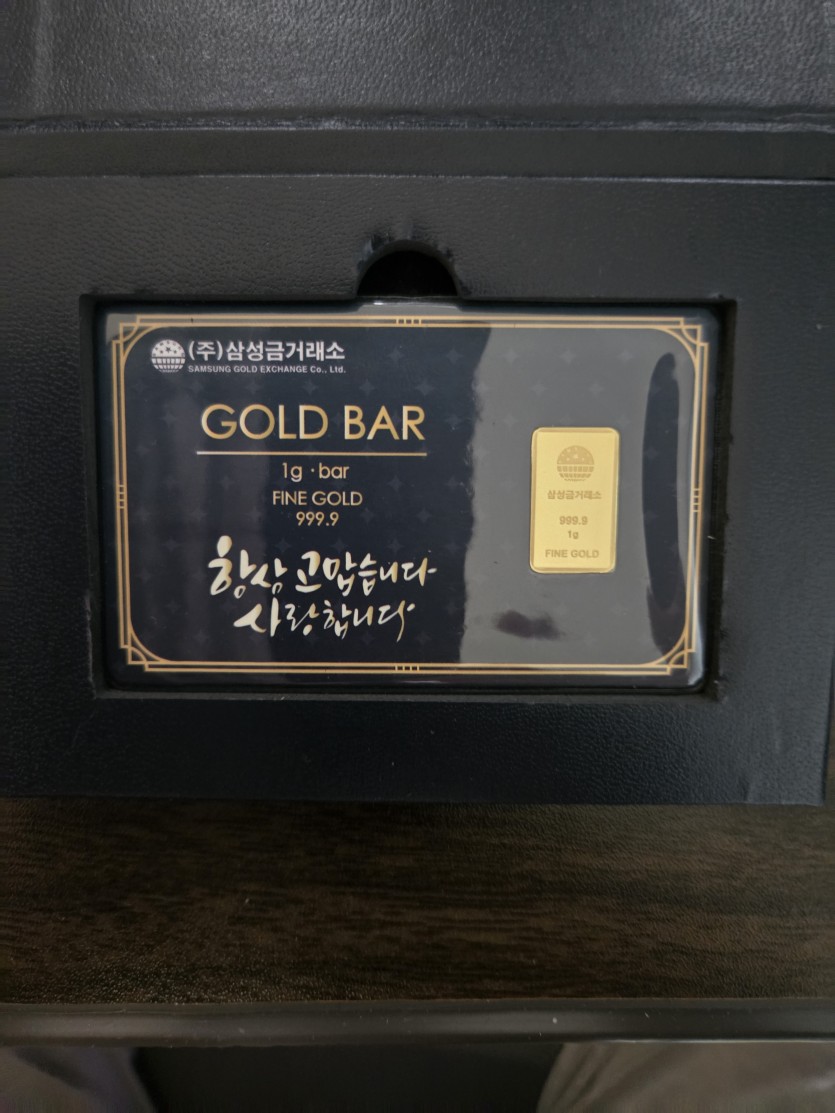 (주)삼성금거래소
SAMSUNG GOLD EXCHANGE Co., Ltd.
GOLD BAR
1g · bar
FINE GOLD
999.9
항상 고맙습니다
사랑합니다
삼성금거래소
999.9
1g
FINE GOLD